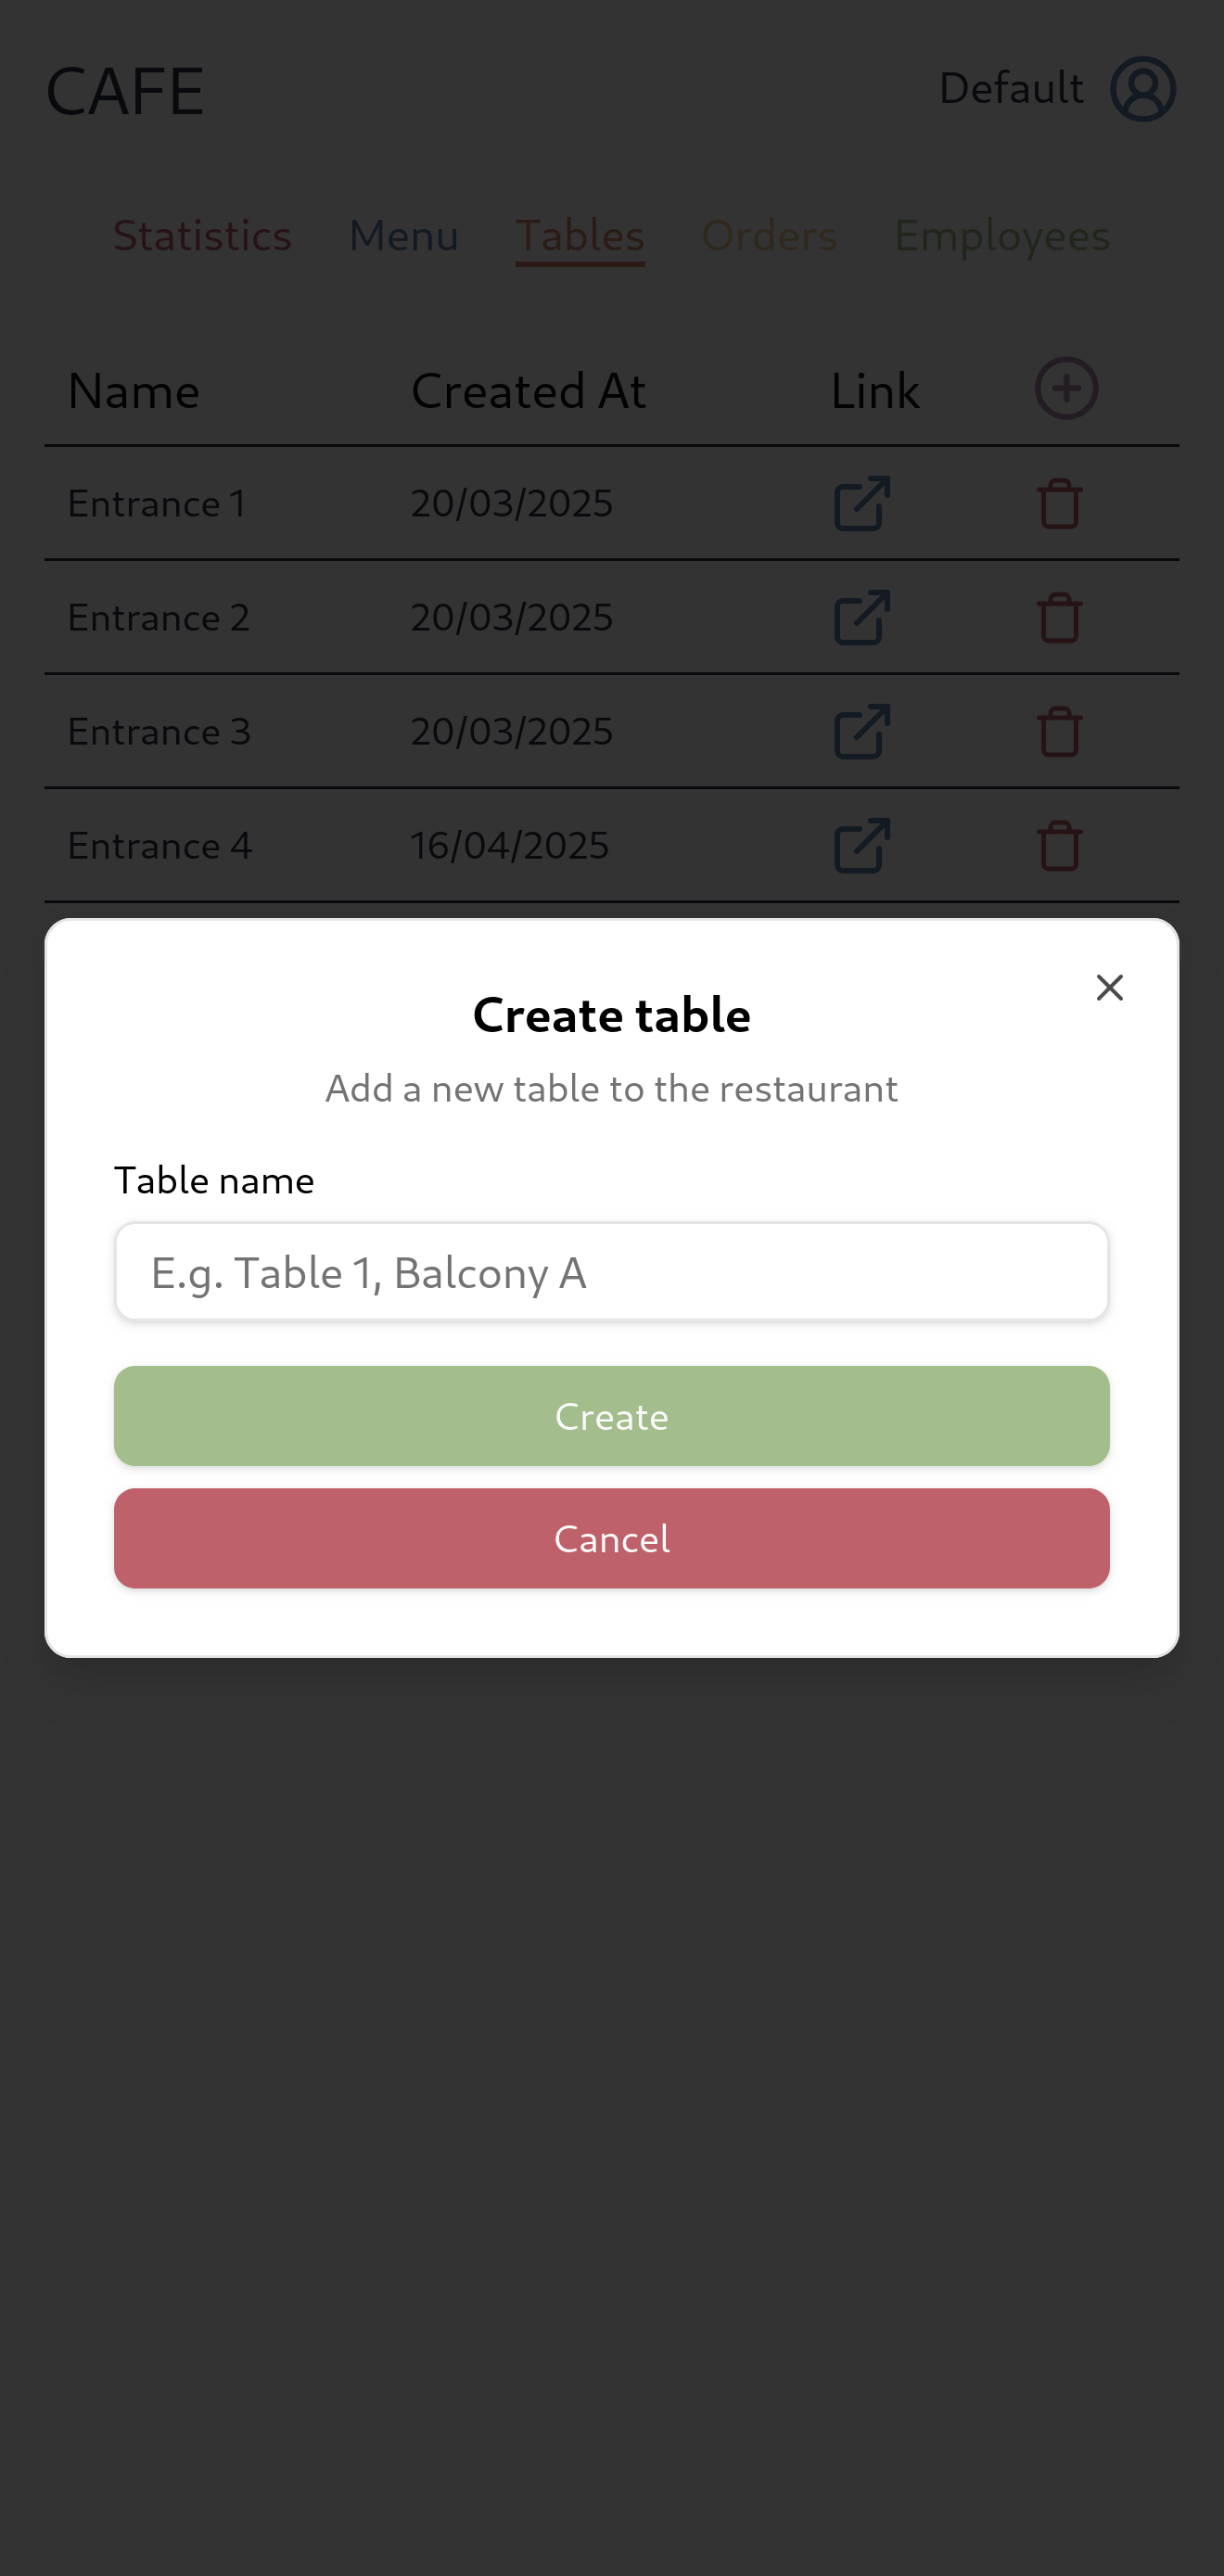 CAFE Default
Statistics Menu Tables Orders Employees
Name Created At Link
Entrance 1 20/03/2025
Entrance 2 20/03/2025
Entrance 3 20/03/2025
Entrance 4 16/04/2025
Create table
Add a new table to the restaurant
Table name
E.g. Table 1, Balcony A
Create
Cancel